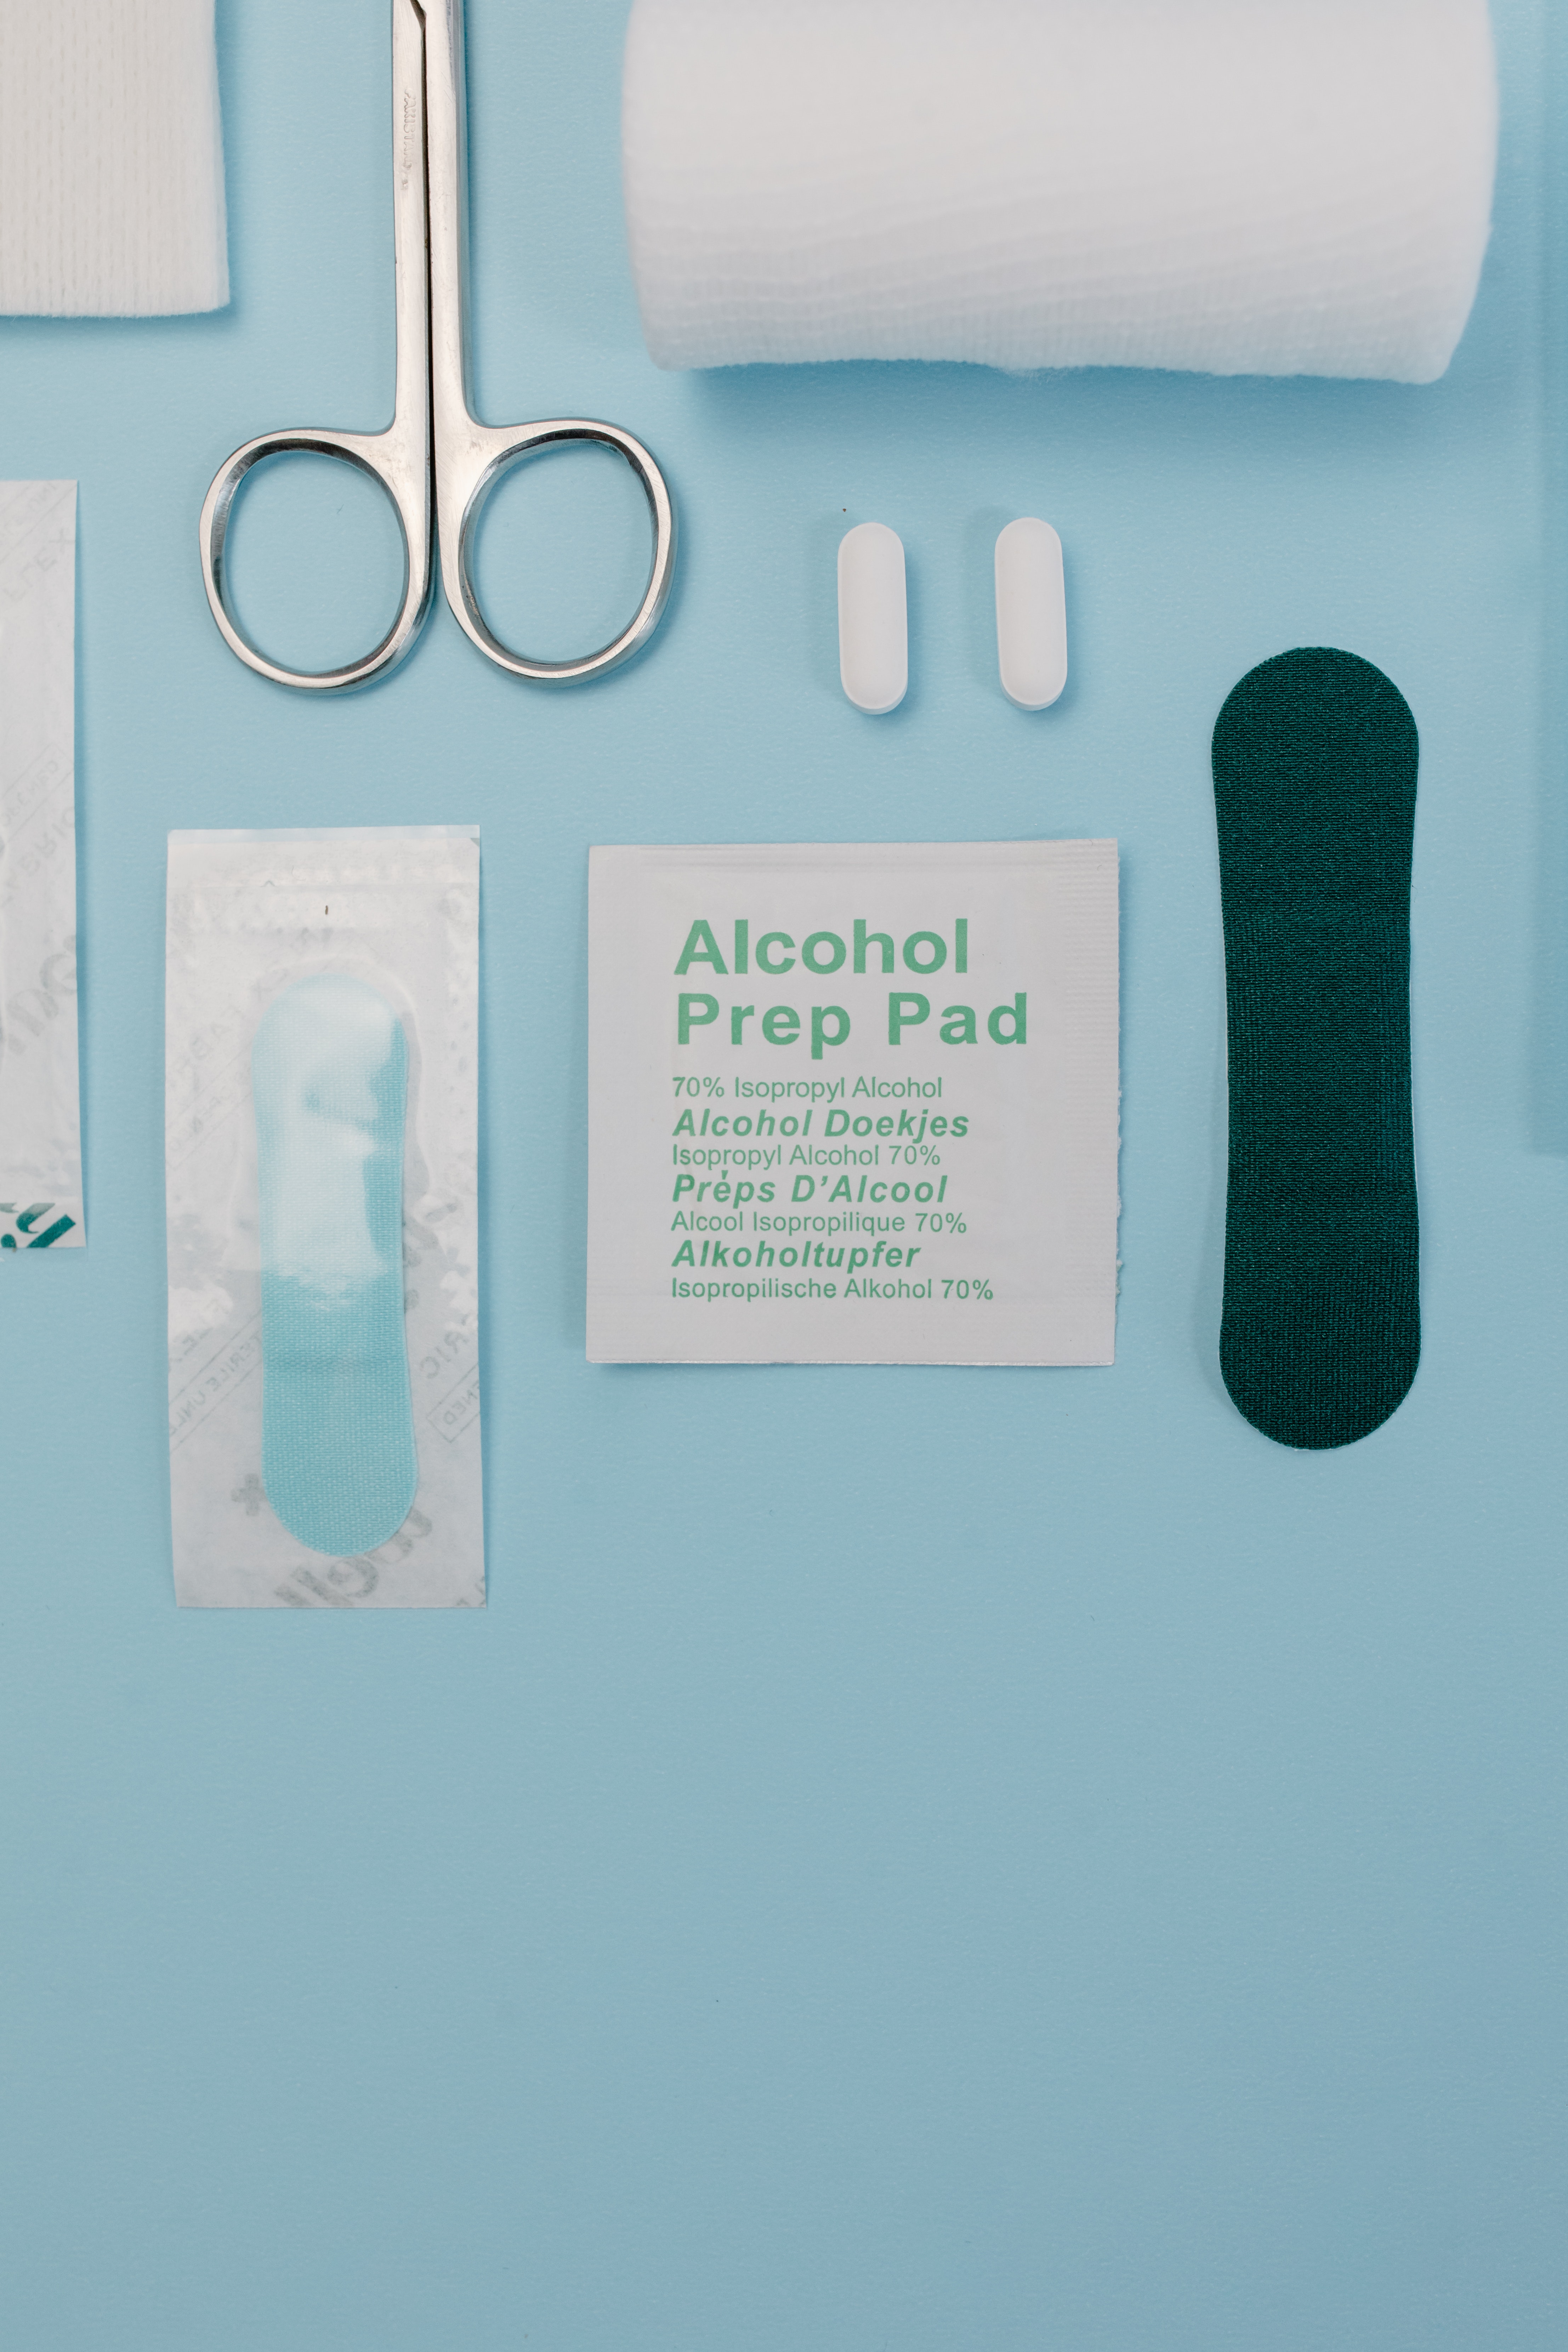 Alcohol
Prep Pad
70% Isopropyl Alcohol
Alcohol Doekjes
Isopropyl Alcohol 70%
Prėps D’Alcool
Alcool Isopropilique 70%
Alkoholtupfer
Isopropilische Alkohol 70%